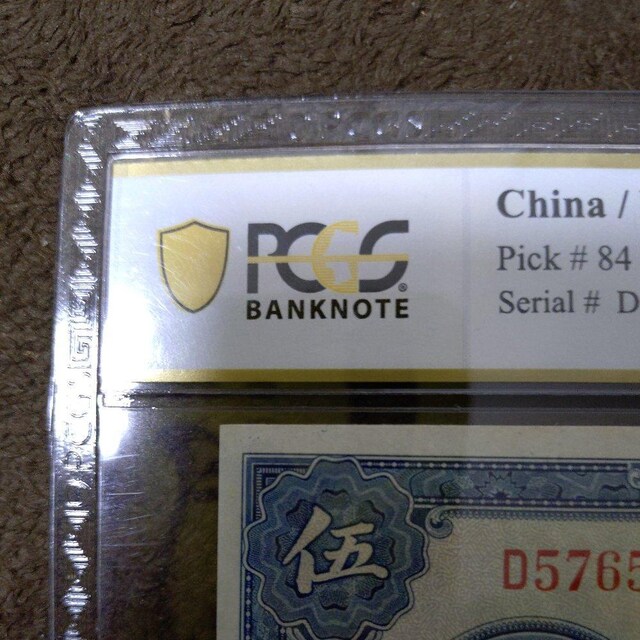 PCGS
BANKNOTE
China /
Pick # 84
Serial # D
伍
D5765